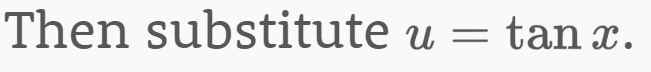 Then substitute u = tan x.